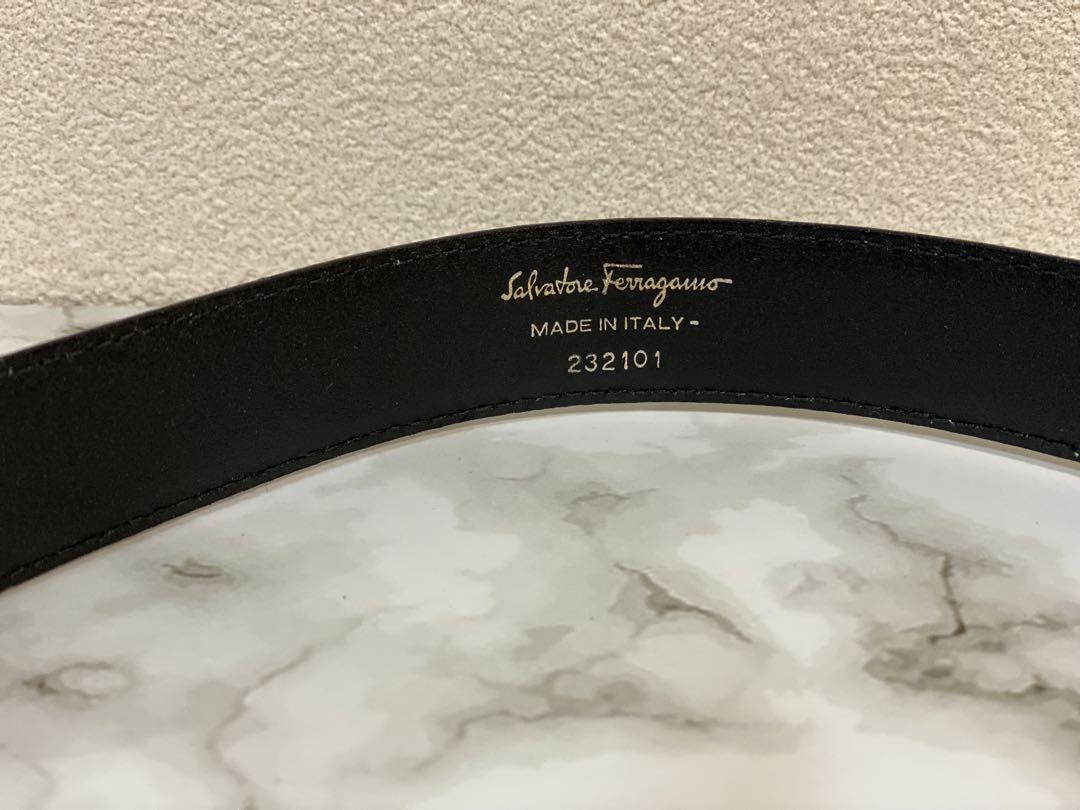 Salvatore Ferragamo
MADE IN ITALY-
232101